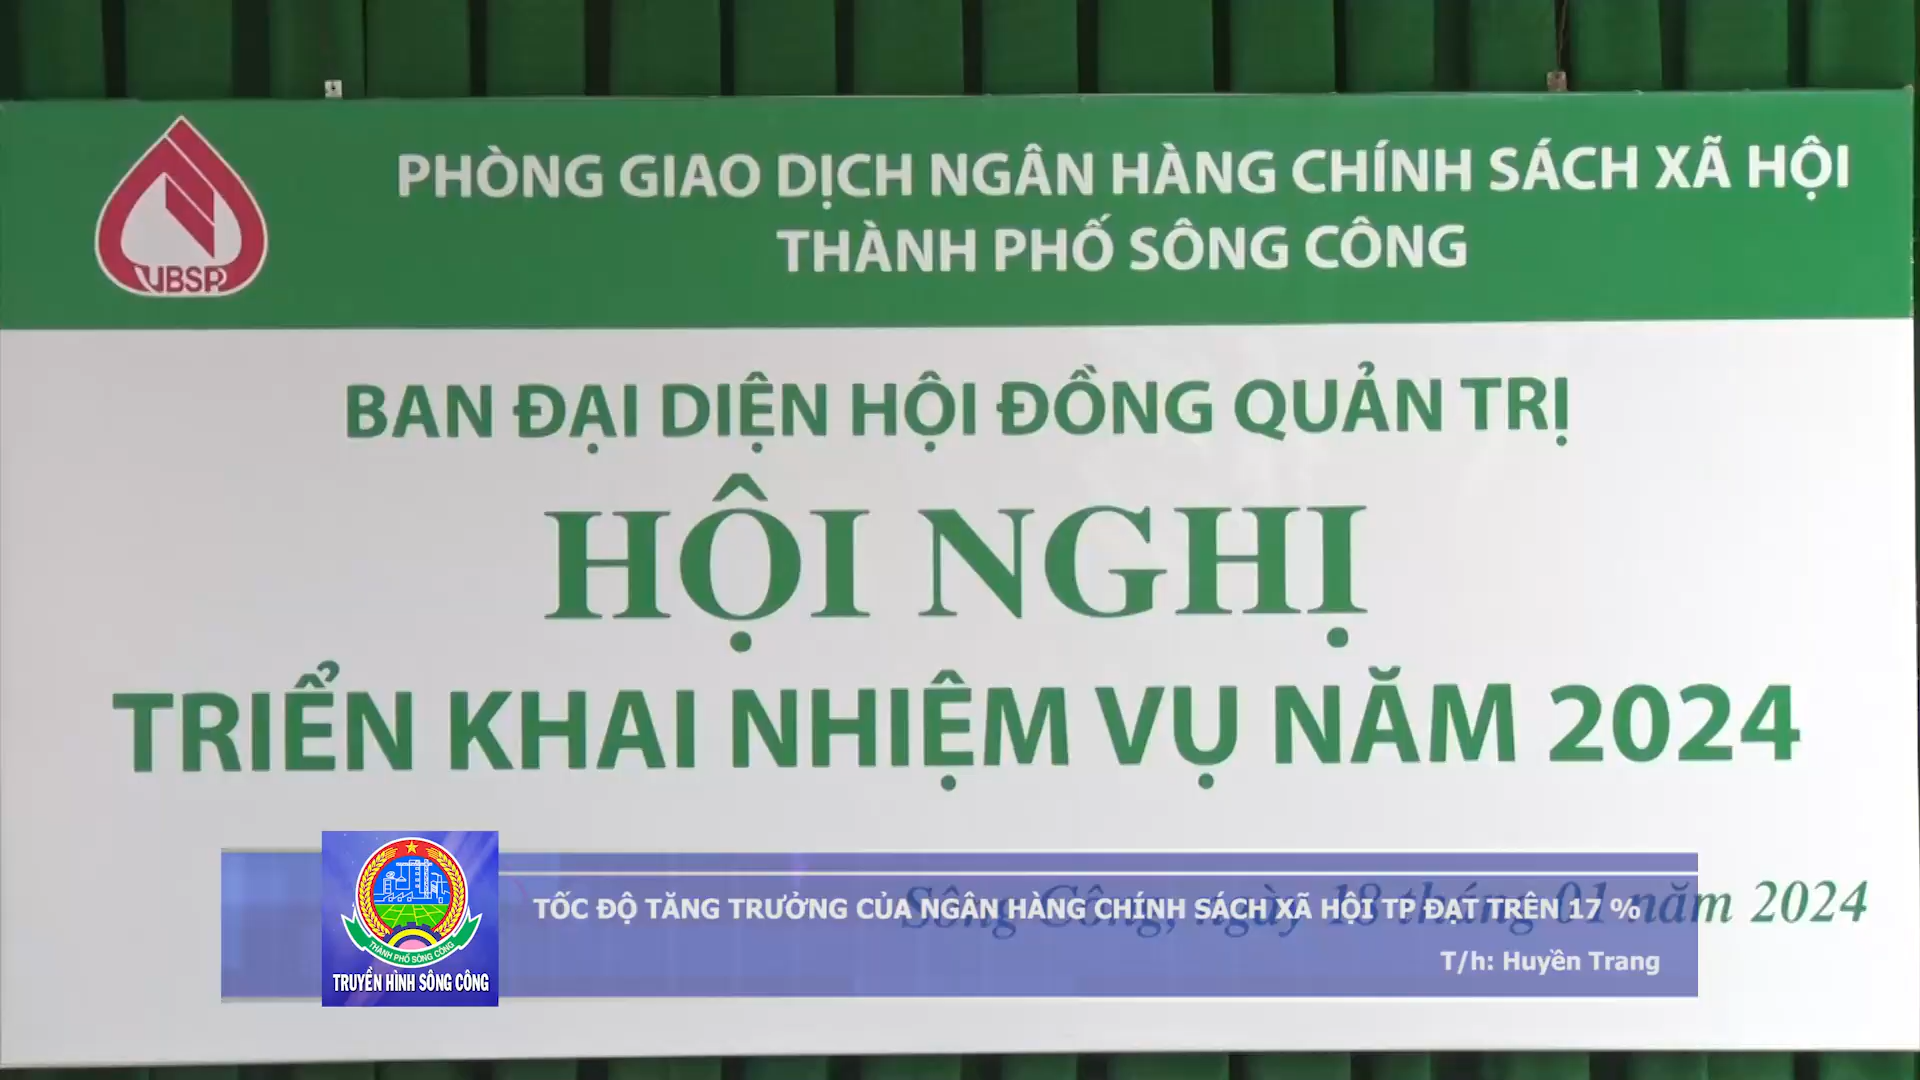 PHÒNG GIAO DỊCH NGÂN HÀNG CHÍNH SÁCH XÃ HỘI
THÀNH PHỐ SÔNG CÔNG
VBSP
BAN ĐẠI DIỆN HỘI ĐỒNG QUẢN TRỊ
HỘI NGHỊ
TRIỂN KHAI NHIỆM VỤ NĂM 2024
Sông Công, ngày 18 tháng 01 năm 2024
TỐC ĐỘ TĂNG TRƯỞNG CỦA NGÂN HÀNG CHÍNH SÁCH XÃ HỘI TP ĐẠT TRÊN 17 %
T/h: Huyền Trang
THÀNH PHỐ SÔNG CÔNG
TRUYỀN HÌNH SÔNG CÔNG